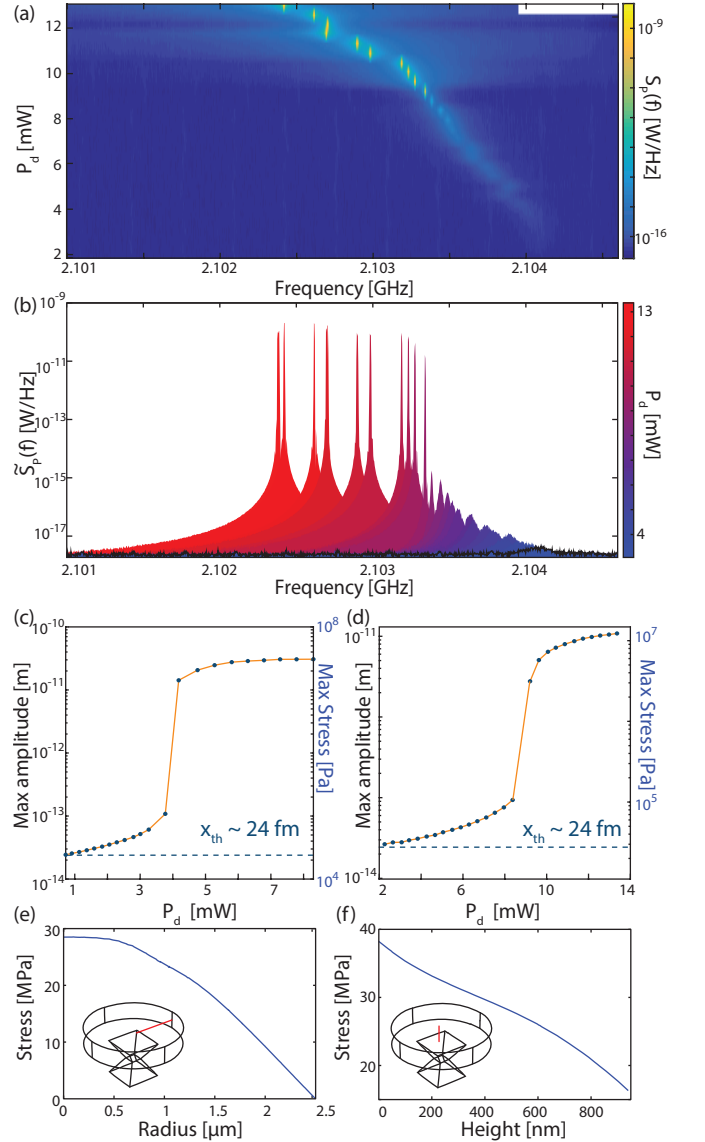 (a)
12
10
8
6
4
2
P_d [mW]
2.101
2.102
2.103
2.104
Frequency [GHz]
10^-9
10^-16
S_P(f) [W/Hz]
(b)
10^-9
10^-11
10^-13
10^-15
10^-17
S̃_P(f) [W/Hz]
2.101
2.102
2.103
2.104
Frequency [GHz]
13
4
P_d [mW]
(c)
10^-10
10^-11
10^-12
10^-13
10^-14
Max amplitude [m]
x_th ~ 24 fm
1
3
5
7
P_d [mW]
10^8
10^4
Max Stress [Pa]
(d)
10^-11
10^-14
Max amplitude [m]
x_th ~ 24 fm
2
6
10
14
P_d [mW]
10^7
10^5
Max Stress [Pa]
(e)
30
20
10
0
Stress [MPa]
0
0.5
1
1.5
2
2.5
Radius [μm]
(f)
40
30
20
Stress [MPa]
0
200
400
600
800
Height [nm]